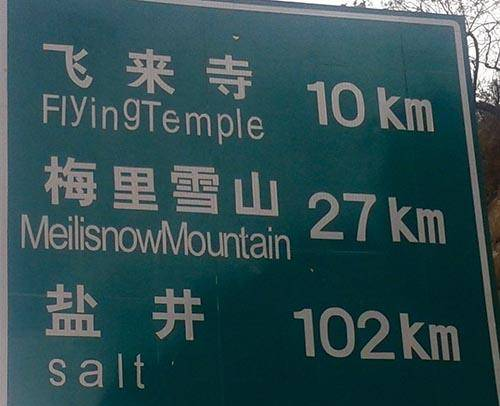 飞来寺 10 km
FlyingTemple
梅里雪山 27 km
MeilisnowMountain
盐井 102 km
salt